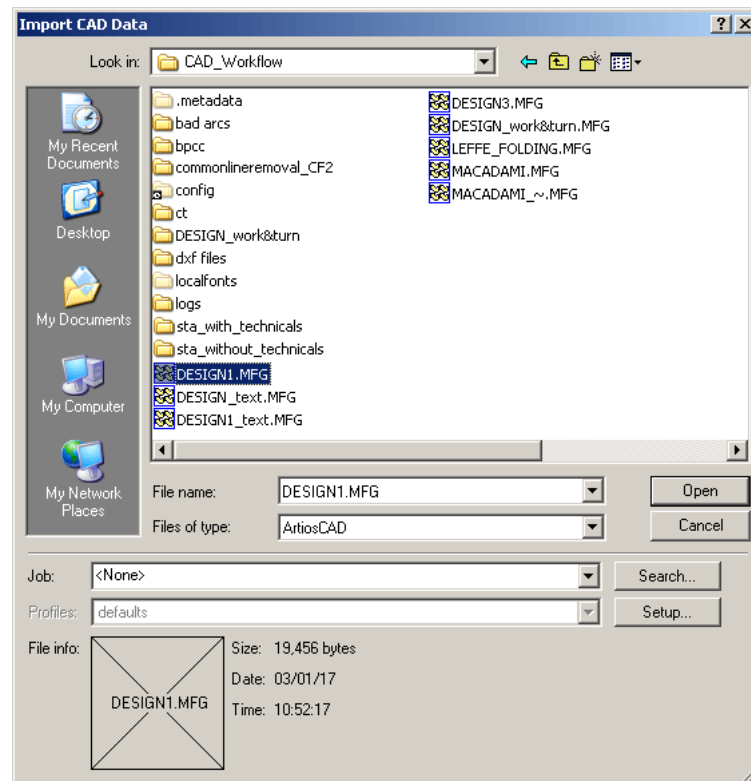 Import CAD Data
Look in: CAD_Workflow
My Recent
Documents
Desktop
My Documents
My Computer
My Network
Places
.metadata
bad arcs
bpcc
commonlineremoval_CF2
config
ct
DESIGN_work&turn
dxf files
localfonts
logs
sta_with_technicals
sta_without_technicals
DESIGN1.MFG
DESIGN_text.MFG
DESIGN1_text.MFG
DESIGN3.MFG
DESIGN_work&turn.MFG
LEFFE_FOLDING.MFG
MACADAMI.MFG
MACADAMI_~.MFG
File name: DESIGN1.MFG Open
Files of type: ArtiosCAD Cancel
Job: <None> Search...
Profiles: defaults Setup...
File info: DESIGN1.MFG
Size: 19,456 bytes
Date: 03/01/17
Time: 10:52:17